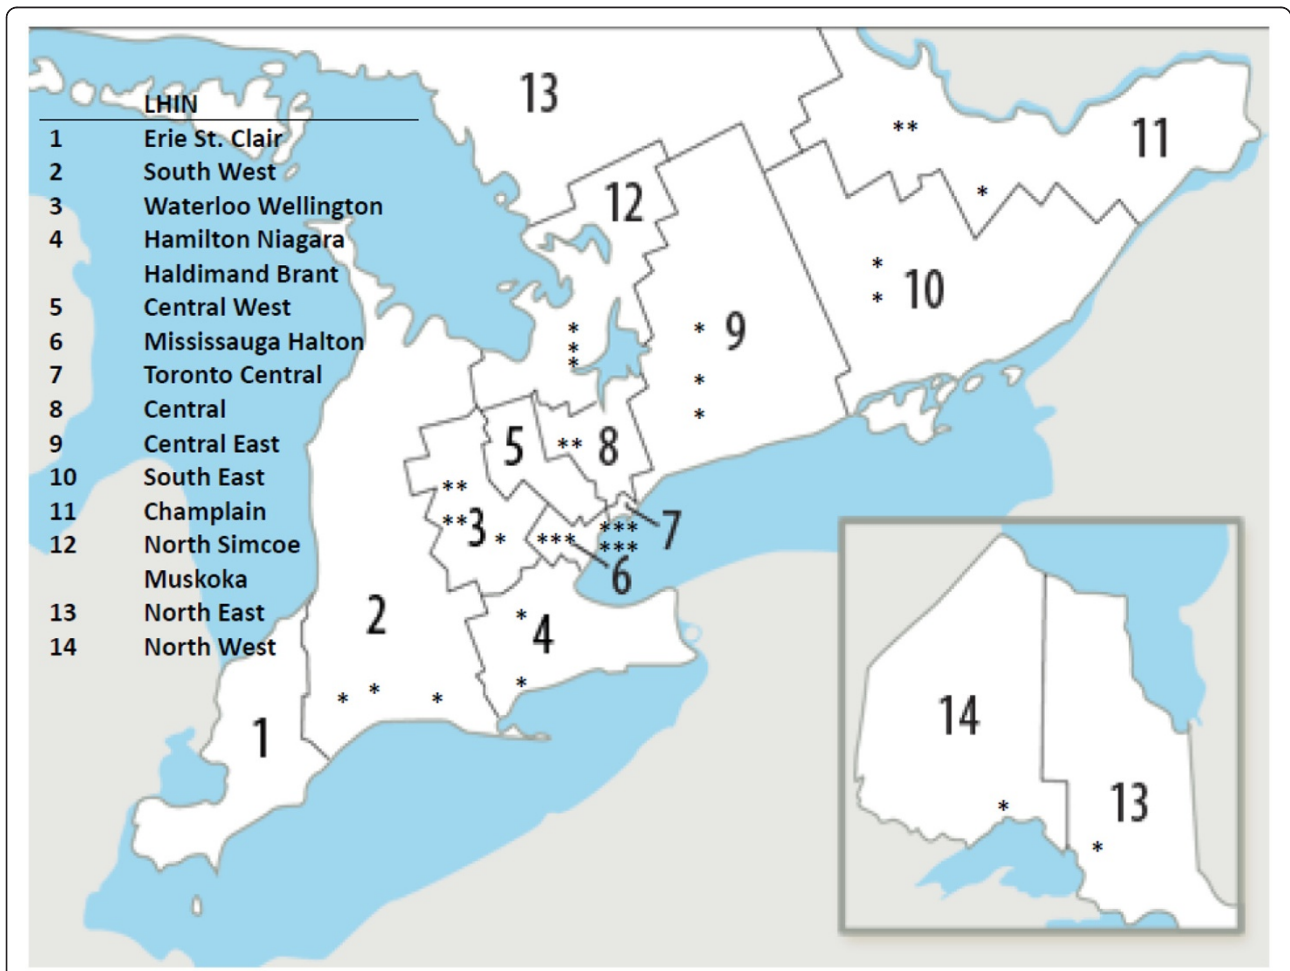 LHIN
1 Erie St. Clair
2 South West
3 Waterloo Wellington
4 Hamilton Niagara
Haldimand Brant
5 Central West
6 Mississauga Halton
7 Toronto Central
8 Central
9 Central East
10 South East
11 Champlain
12 North Simcoe
Muskoka
13 North East
14 North West
13
11
**
*
12
*
*
10
*
*
*
*
9
*
*
*
5
** 8
**
** 3 *
***
***
***
7
6
2
*
4
* * *
*
1
14
*
13
*